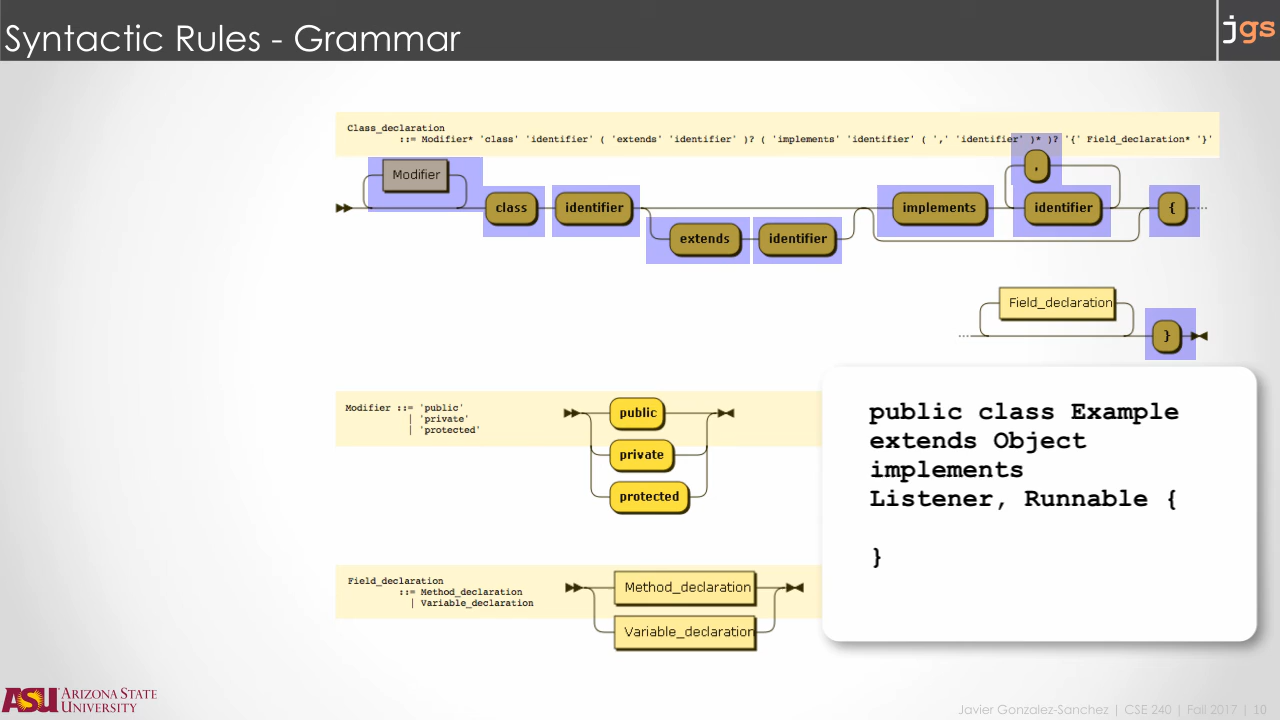 Syntactic Rules - Grammar
jgs
Class_declaration
::= Modifier* 'class' 'identifier' ( 'extends' 'identifier' )? ( 'implements' 'identifier' ( ',' 'identifier' )* )? '{' Field_declaration* '}'
Modifier
,
class identifier implements identifier {
extends identifier
Field_declaration
}
Modifier ::= 'public'
| 'private'
| 'protected'
public
private
protected
public class Example
extends Object
implements
Listener, Runnable {
}
Field_declaration
::= Method_declaration
| Variable_declaration
Method_declaration
Variable_declaration
ASU ARIZONA STATE
UNIVERSITY
Javier Gonzalez-Sanchez | CSE 240 | Fall 2017 | 10